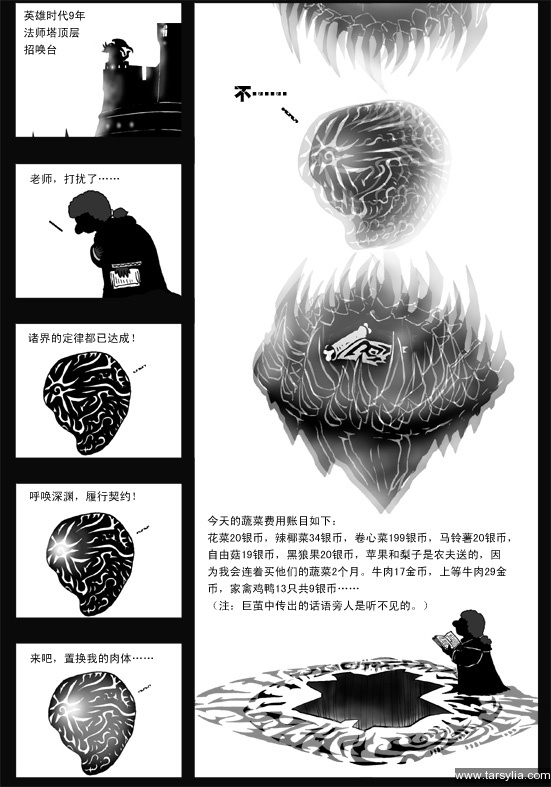 英雄时代9年
法师塔顶层
招唤台
老师，打扰了……
诸界的定律都已达成！
呼唤深渊，履行契约！
来吧，置换我的肉体……
不……
今天的蔬菜费用账目如下：
花菜20银币，辣椰菜34银币，卷心菜199银币，马铃薯20银币，
自由菇19银币，黑狼果20银币，苹果和梨子是农夫送的，因
为我会连着买他们的蔬菜2个月。牛肉17金币，上等牛肉29金
币，家禽鸡鸭13只共9银币……
（注：巨茧中传出的话语旁人是听不见的。）
www.tarsylia.com